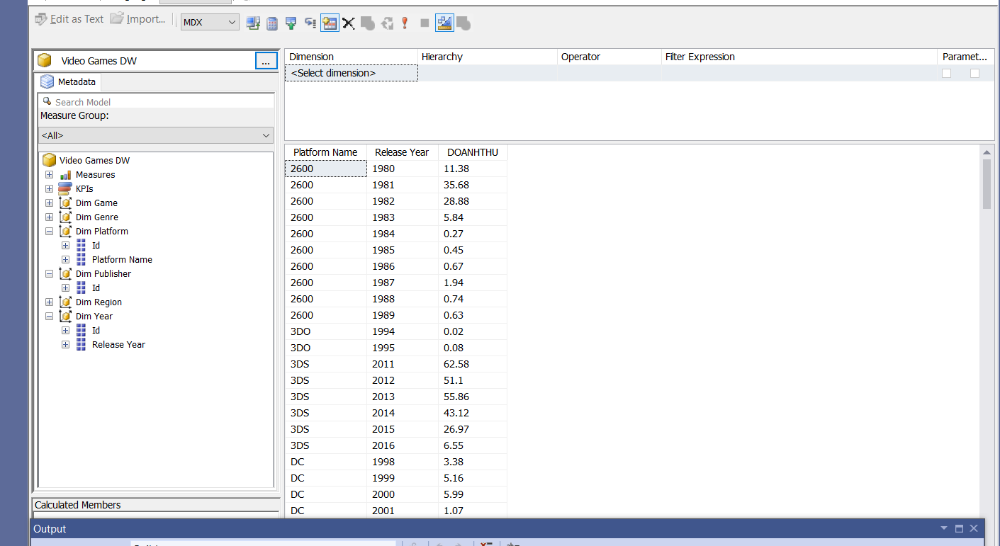 Edit as Text Import... MDX
Video Games DW ...
Metadata
Search Model
Measure Group:
<All>
Video Games DW
Measures
KPIs
Dim Game
Dim Genre
Dim Platform
Id
Platform Name
Dim Publisher
Id
Dim Region
Dim Year
Id
Release Year
Calculated Members
Dimension Hierarchy Operator Filter Expression Paramet...
<Select dimension>
Platform Name Release Year DOANHTHU
2600 1980 11.38
2600 1981 35.68
2600 1982 28.88
2600 1983 5.84
2600 1984 0.27
2600 1985 0.45
2600 1986 0.67
2600 1987 1.94
2600 1988 0.74
2600 1989 0.63
3DO 1994 0.02
3DO 1995 0.08
3DS 2011 62.58
3DS 2012 51.1
3DS 2013 55.86
3DS 2014 43.12
3DS 2015 26.97
3DS 2016 6.55
DC 1998 3.38
DC 1999 5.16
DC 2000 5.99
DC 2001 1.07
Output